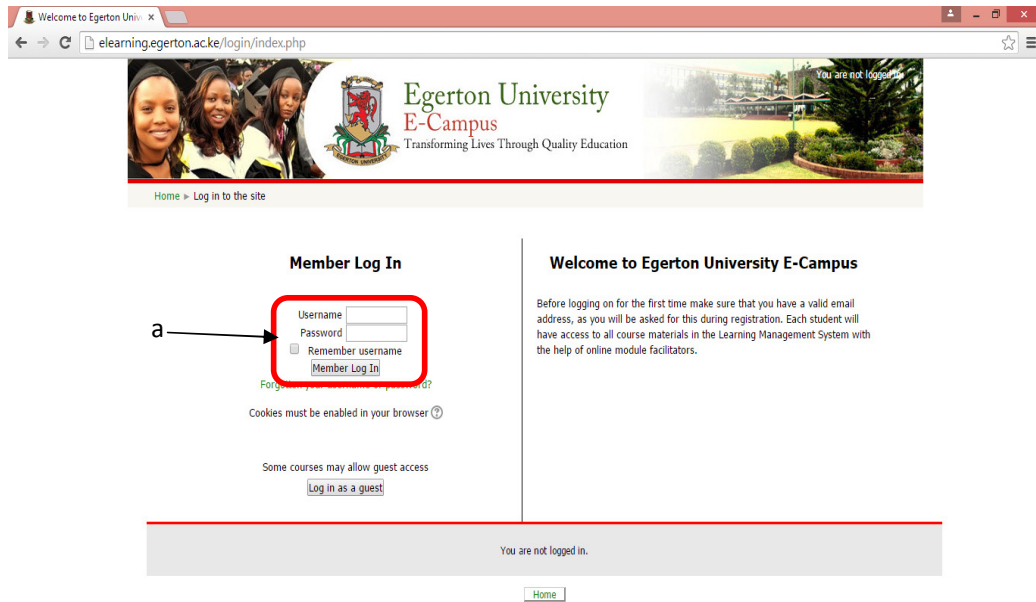 Welcome to Egerton Univ
elearning.egerton.ac.ke/login/index.php
You are not logged in.
Egerton University
E-Campus
Transforming Lives Through Quality Education
EGERTON UNIVERSITY
Home ► Log in to the site
Member Log In
Username
Password
Remember username
Member Log In
Forgotten your username or password?
Cookies must be enabled in your browser
Some courses may allow guest access
Log in as a guest
a
Welcome to Egerton University E-Campus
Before logging on for the first time make sure that you have a valid email
address, as you will be asked for this during registration. Each student will
have access to all course materials in the Learning Management System with
the help of online module facilitators.
You are not logged in.
Home